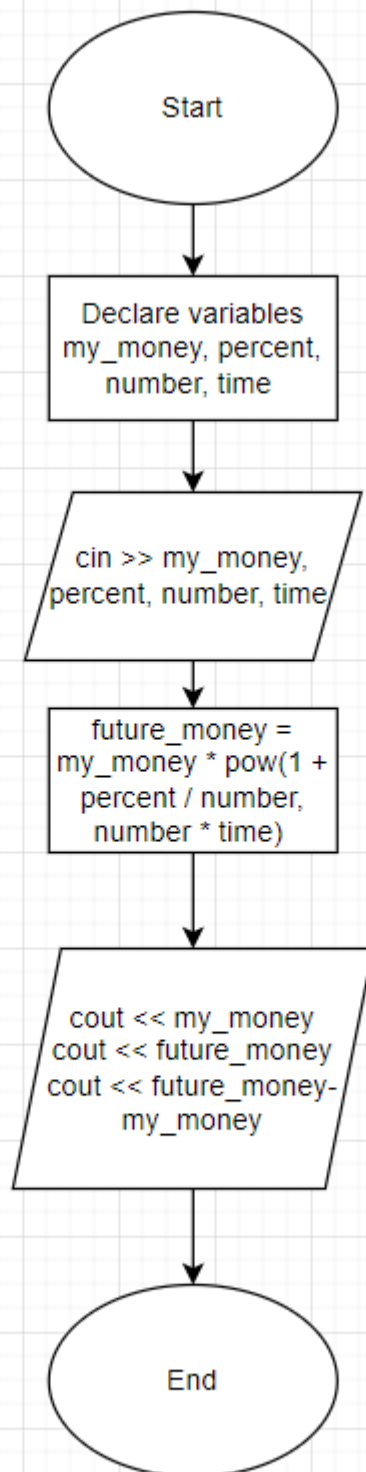 Start
Declare variables
my_money, percent,
number, time
cin >> my_money,
percent, number, time
future_money =
my_money * pow(1 +
percent / number,
number * time)
cout << my_money
cout << future_money
cout << future_money-
my_money
End